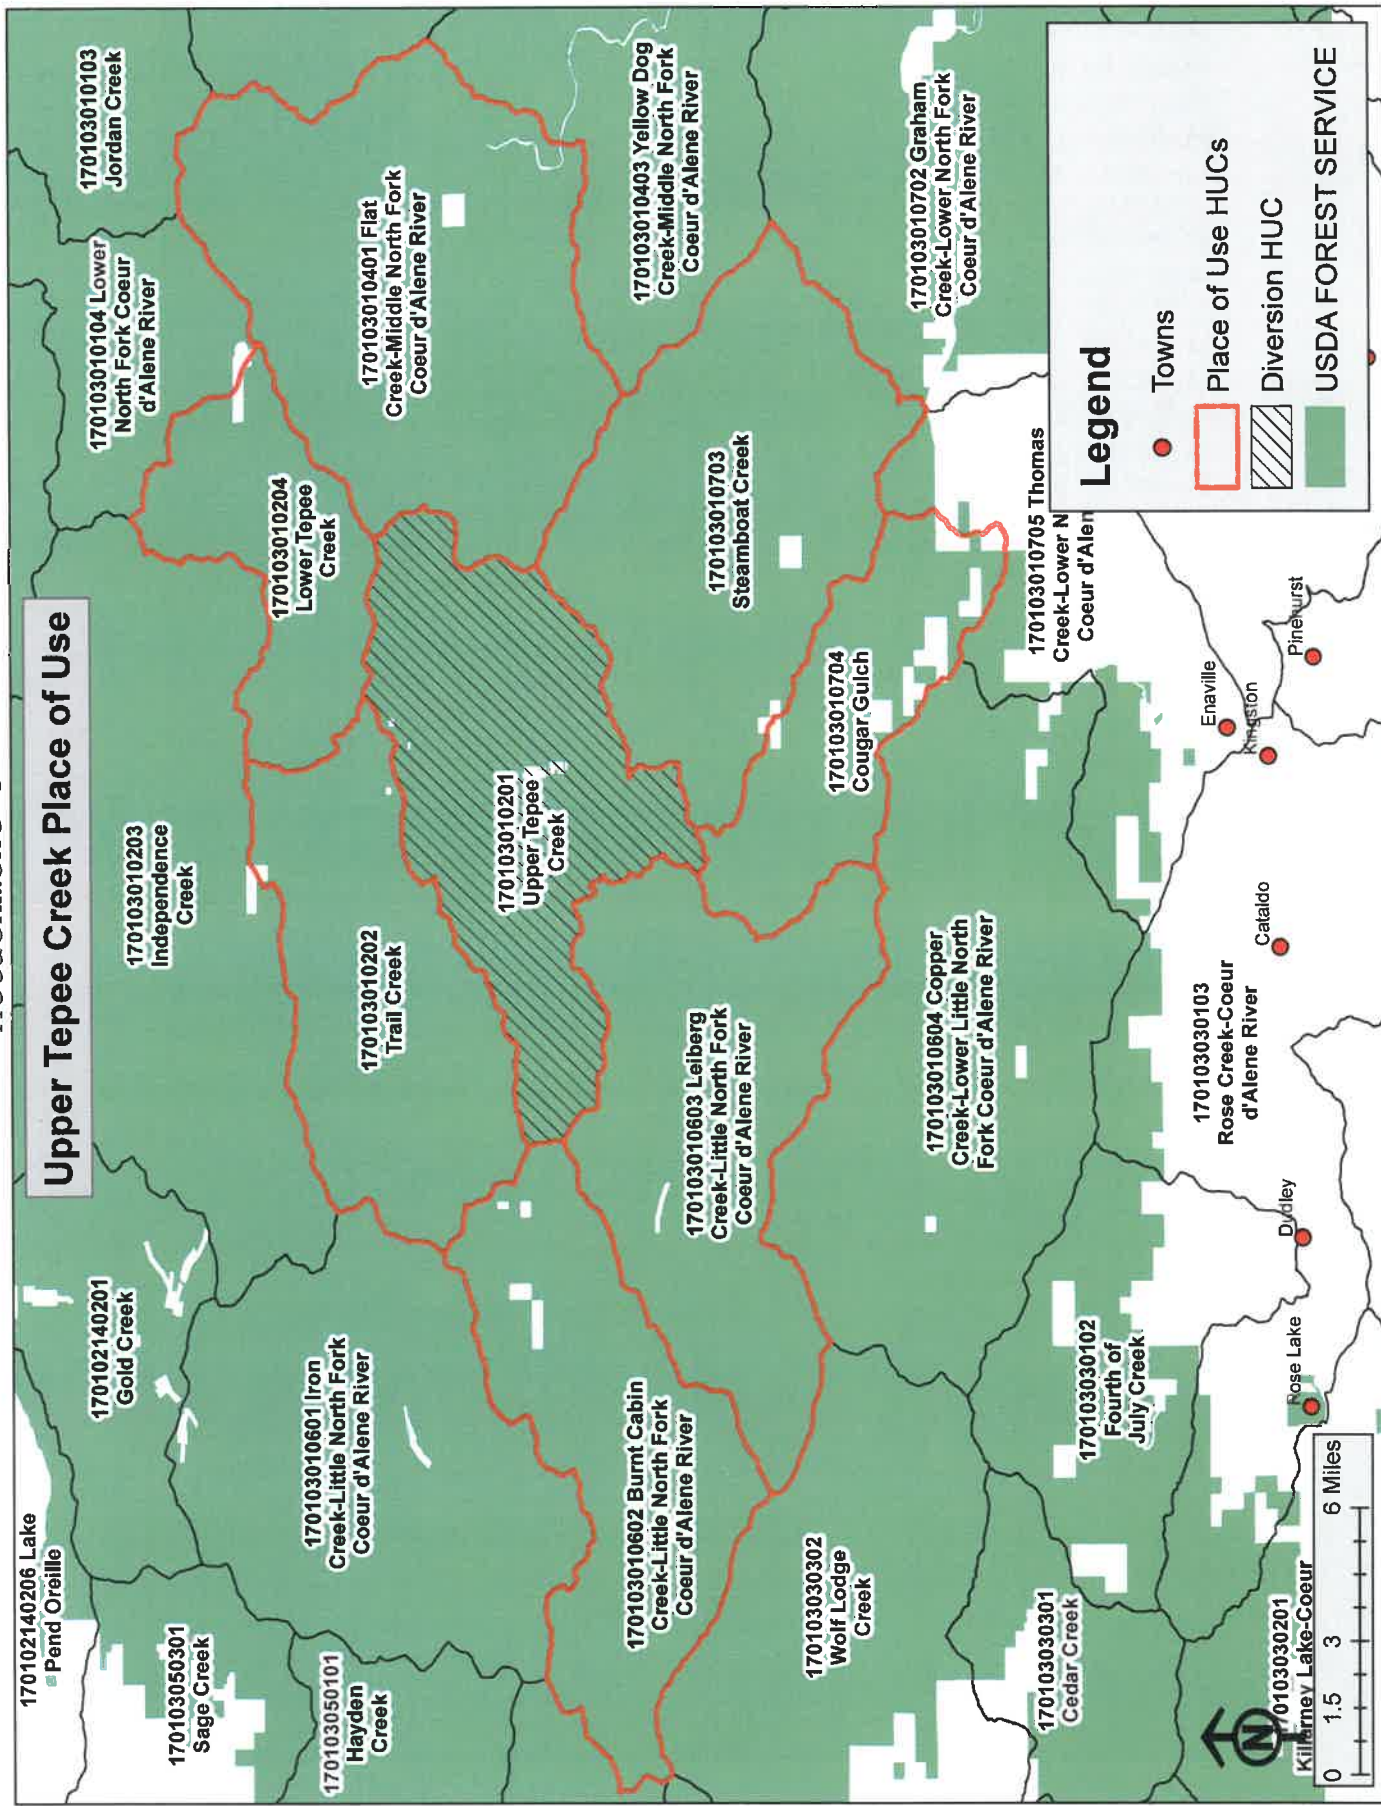 Upper Tepee Creek Place of Use
170102140206 Lake
Pend Oreille
170102140201
Gold Creek
170103010203
Independence
Creek
170103010104 Lower
North Fork Coeur
d'Alene River
170103010103
Jordan Creek
170103050301
Sage Creek
170103050101
Hayden
Creek
170103010601 Iron
Creek-Little North Fork
Coeur d'Alene River
170103010202
Trail Creek
170103010204
Lower Tepee
Creek
170103010401 Flat
Creek-Middle North Fork
Coeur d'Alene River
170103010201
Upper Tepee
Creek
170103010602 Burnt Cabin
Creek-Little North Fork
Coeur d'Alene River
170103010603 Leiberg
Creek-Little North Fork
Coeur d'Alene River
170103010703
Steamboat Creek
170103010403 Yellow Dog
Creek-Middle North Fork
Coeur d'Alene River
170103030302
Wolf Lodge
Creek
170103010704
Cougar Gulch
170103010604 Copper
Creek-Lower Little North
Fork Coeur d'Alene River
170103010702 Graham
Creek-Lower North Fork
Coeur d'Alene River
170103030301
Cedar Creek
170103030102
Fourth of
July Creek
170103010705 Thomas
Creek-Lower N
Coeur d'Alen
170103030103
Rose Creek-Coeur
d'Alene River
170103030201
Killarney Lake-Coeur
Rose Lake
Dudley
Cataldo
Enaville
Kingston
Pinehurst
N
0 1.5 3 6 Miles
Legend
Towns
Place of Use HUCs
Diversion HUC
USDA FOREST SERVICE